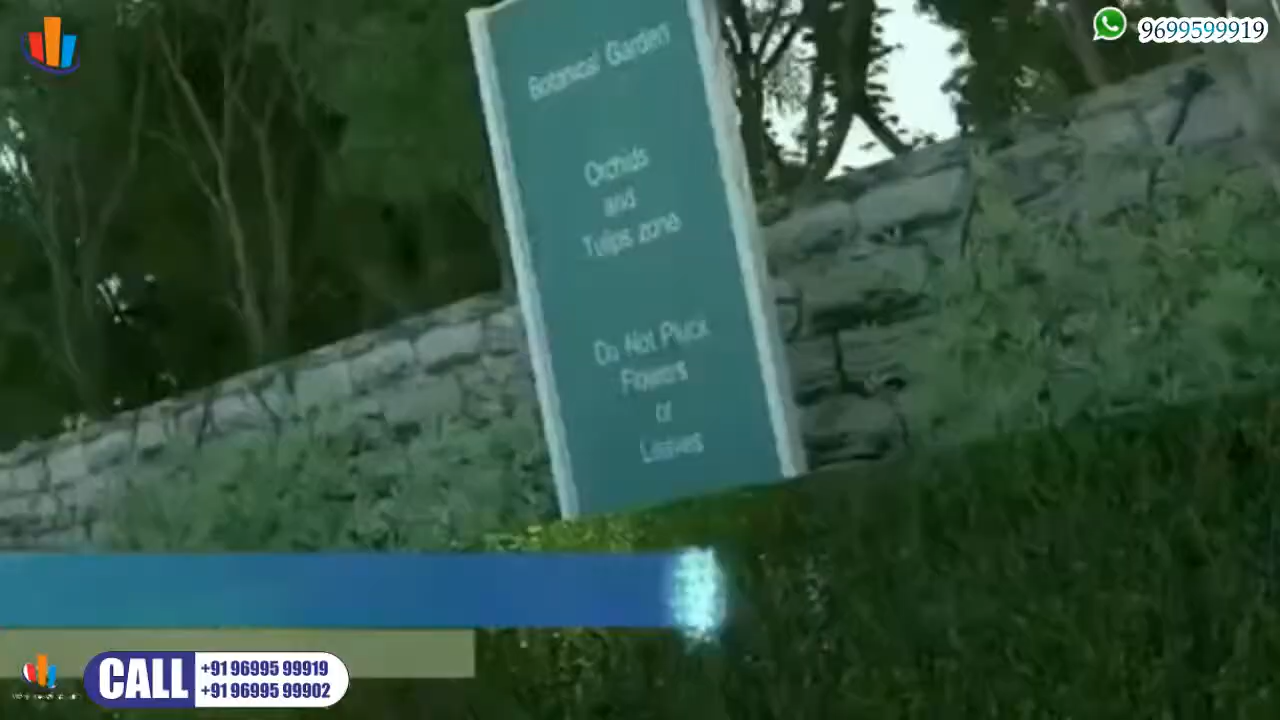 9699599919
Botanical Garden
Orchids
and
Tulips zone
Do Not Pluck
Flowers
or
Leaves
CALL
+91 96995 99919
+91 96995 99902